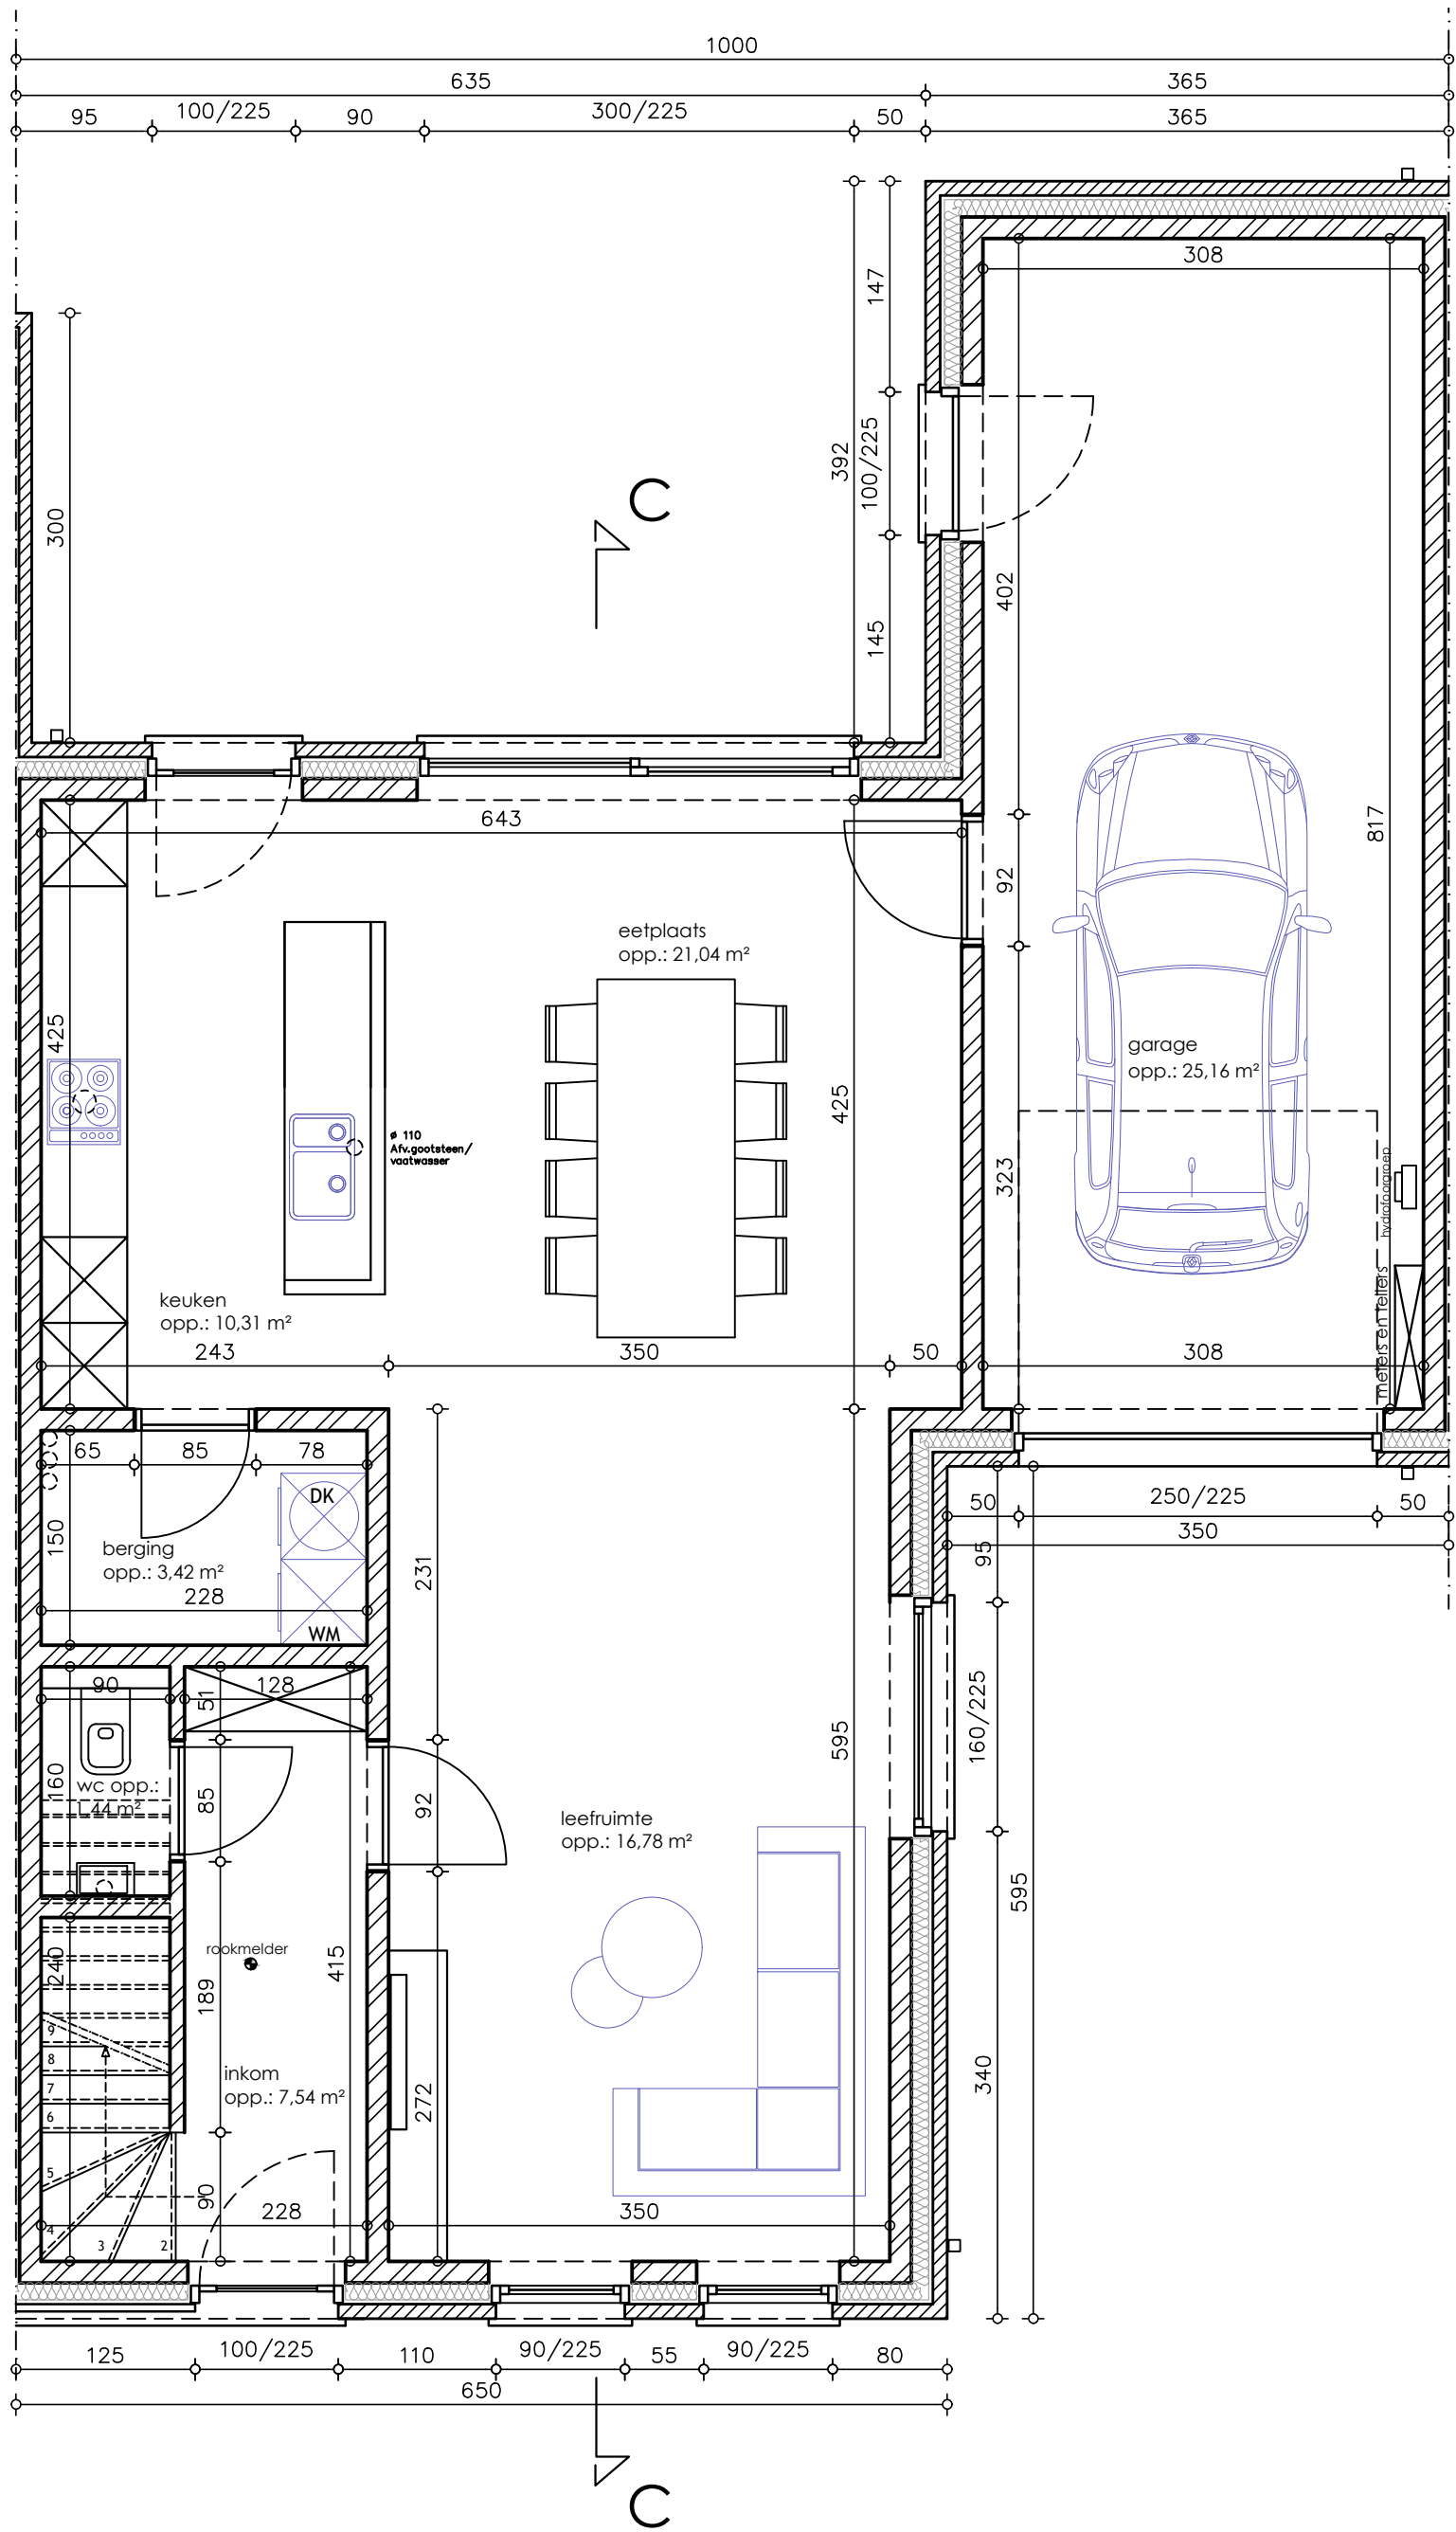 1000
635
365
95
100/225
90
300/225
50
365
308
147
392
100/225
300
C
402
145
643
817
92
eetplaats
opp.: 21,04 m²
425
garage
opp.: 25,16 m²
425
ø 110
Afv.gootsteen/
vaatwasser
323
hydrofoorgroep
keuken
opp.: 10,31 m²
meters en tellers
243
350
50
308
65
85
78
DK
50
250/225
50
350
150
berging
opp.: 3,42 m²
95
231
228
WM
90
51
128
160/225
595
160
wc opp.:
1,44 m²
85
92
leefruimte
opp.: 16,78 m²
595
rookmelder
240
189
415
9
8
7
6
5
4
3
2
inkom
opp.: 7,54 m²
272
340
90
228
350
125
100/225
110
90/225
55
90/225
80
650
C